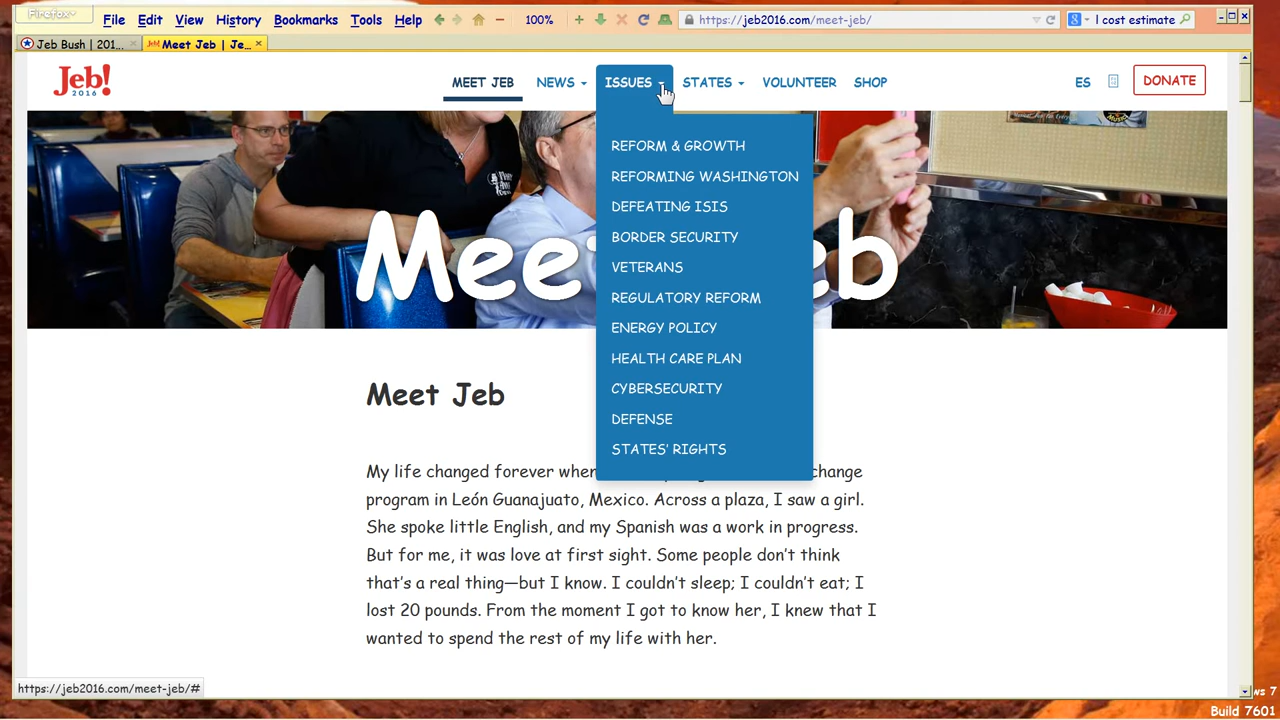 Firefox
File Edit View History Bookmarks Tools Help 100% https://jeb2016.com/meet-jeb/ I cost estimate
Jeb Bush | 201... Jeb! Meet Jeb | Je...
Jeb!
2016
MEET JEB NEWS ISSUES STATES VOLUNTEER SHOP ES DONATE
REFORM & GROWTH
REFORMING WASHINGTON
DEFEATING ISIS
BORDER SECURITY
VETERANS
REGULATORY REFORM
ENERGY POLICY
HEALTH CARE PLAN
CYBERSECURITY
DEFENSE
STATES' RIGHTS
Mee eb
Meet Jeb
My life changed forever when change
program in León Guanajuato, Mexico. Across a plaza, I saw a girl.
She spoke little English, and my Spanish was a work in progress.
But for me, it was love at first sight. Some people don't think
that's a real thing—but I know. I couldn't sleep; I couldn't eat; I
lost 20 pounds. From the moment I got to know her, I knew that I
wanted to spend the rest of my life with her.
https://jeb2016.com/meet-jeb/#
ws 7
Build 7601